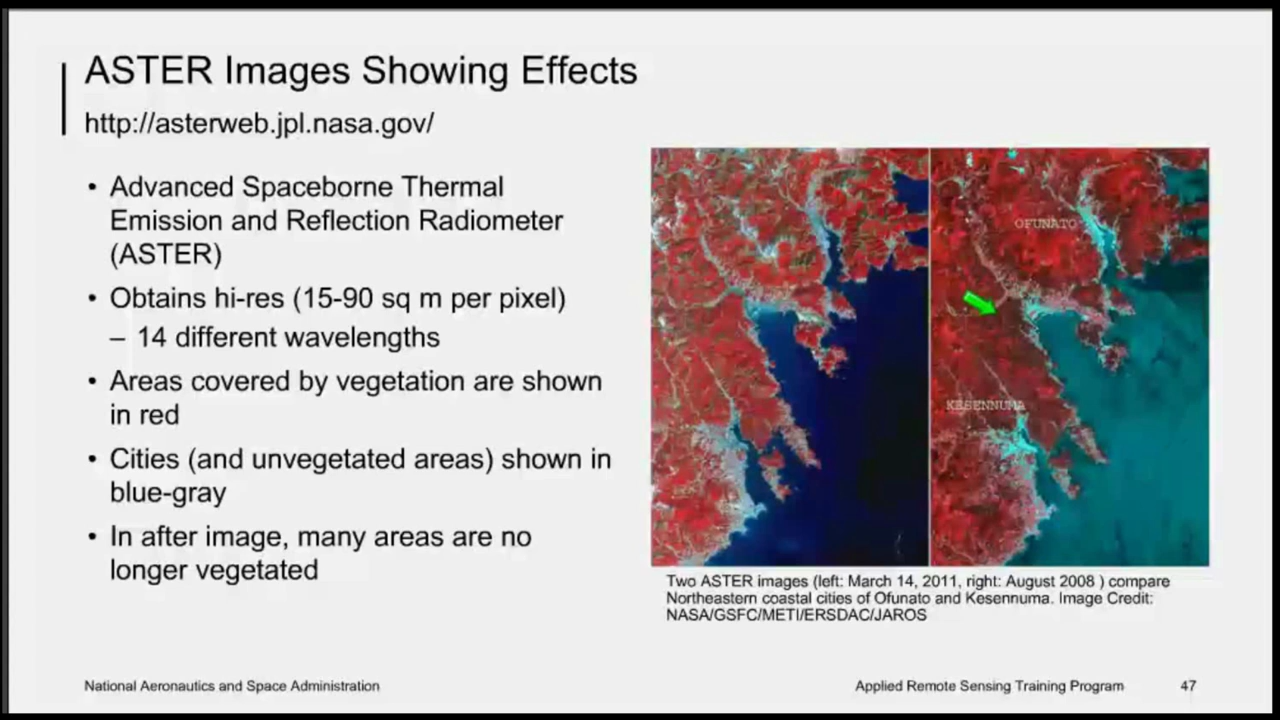 ASTER Images Showing Effects
http://asterweb.jpl.nasa.gov/
• Advanced Spaceborne Thermal
Emission and Reflection Radiometer
(ASTER)
• Obtains hi-res (15-90 sq m per pixel)
– 14 different wavelengths
• Areas covered by vegetation are shown
in red
• Cities (and unvegetated areas) shown in
blue-gray
• In after image, many areas are no
longer vegetated
OFUNATO
KESENNUMA
Two ASTER images (left: March 14, 2011, right: August 2008 ) compare
Northeastern coastal cities of Ofunato and Kesennuma. Image Credit:
NASA/GSFC/METI/ERSDAC/JAROS
National Aeronautics and Space Administration
Applied Remote Sensing Training Program
47